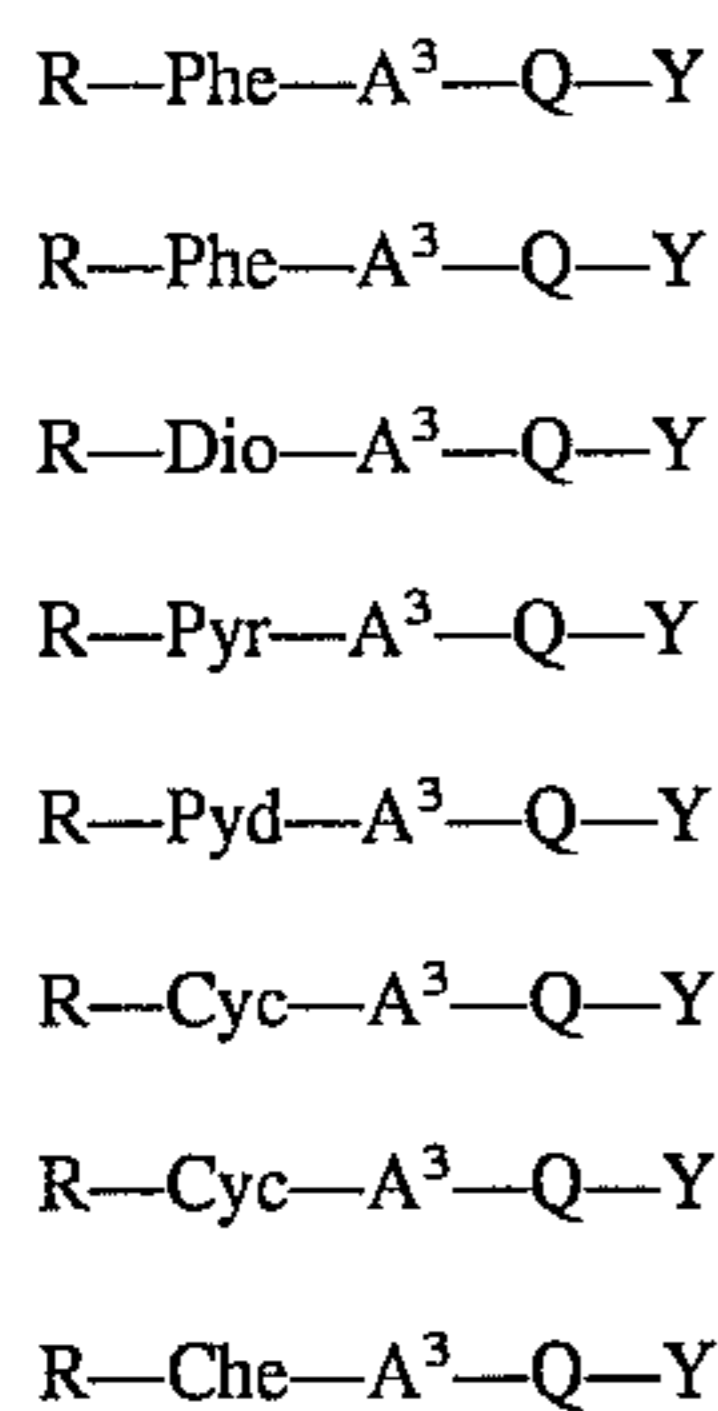 R—Phe—A³—Q—Y
R—Phe—A³—Q—Y
R—Dio—A³—Q—Y
R—Pyr—A³—Q—Y
R—Pyd—A³—Q—Y
R—Cyc—A³—Q—Y
R—Cyc—A³—Q—Y
R—Che—A³—Q—Y